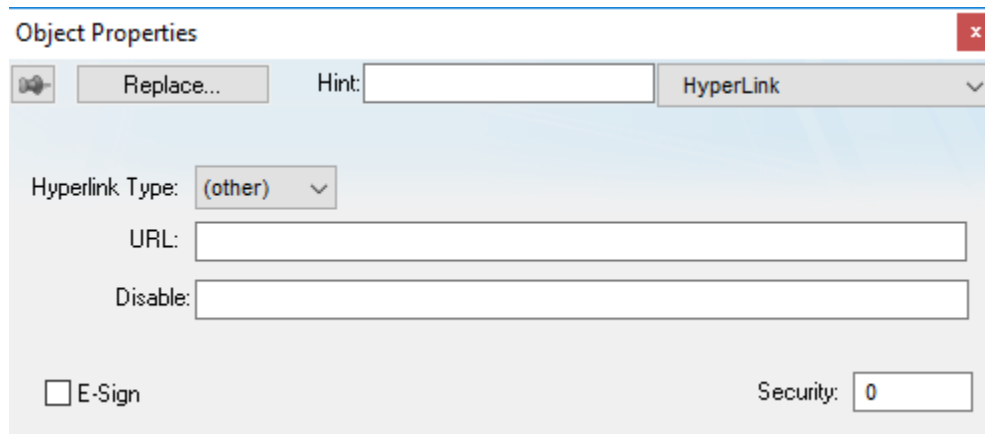 Object Properties x
Replace... Hint: HyperLink
Hyperlink Type: (other)
URL:
Disable:
E-Sign Security: 0